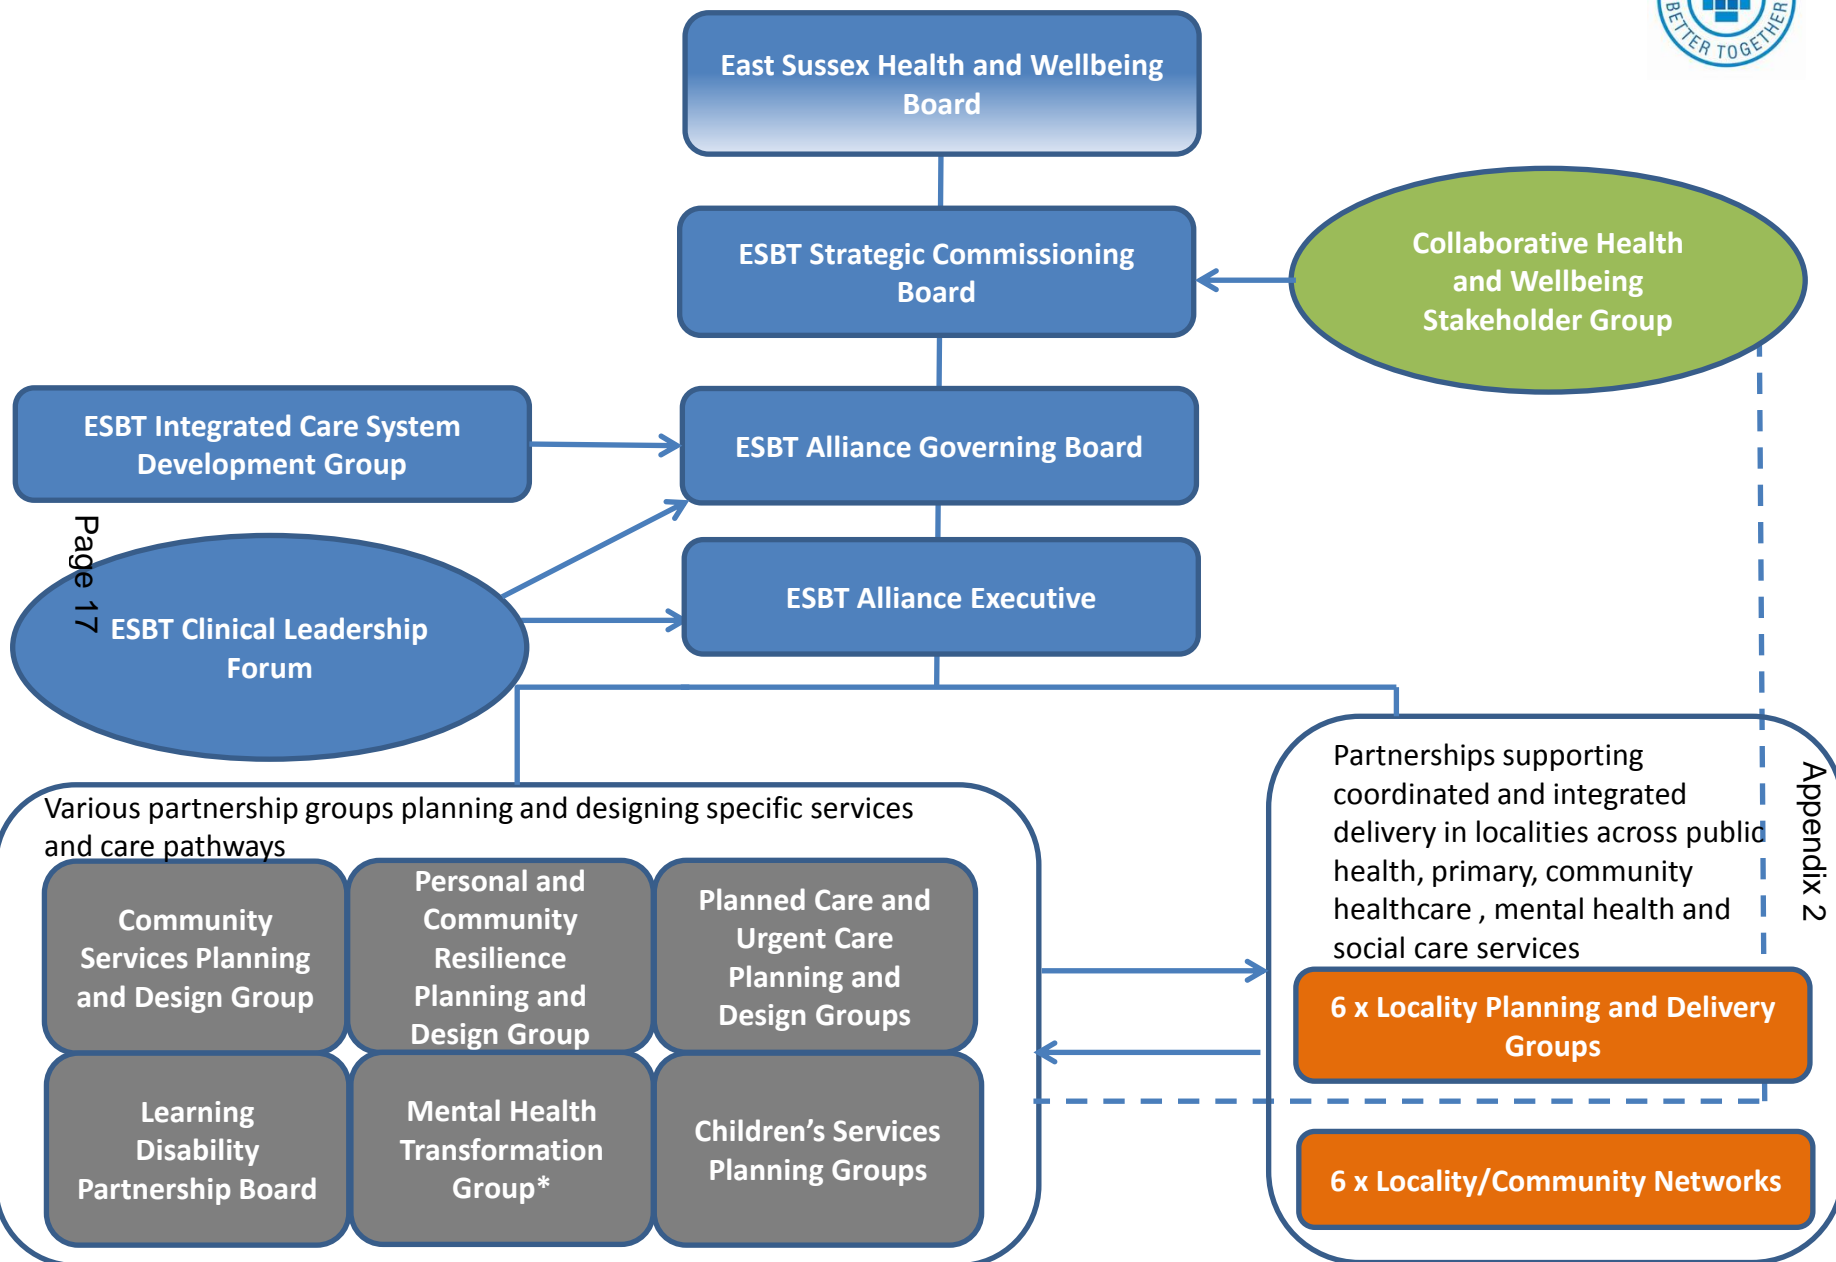 BETTER TOGETHER
East Sussex Health and Wellbeing
Board
ESBT Strategic Commissioning
Board
Collaborative Health
and Wellbeing
Stakeholder Group
ESBT Integrated Care System
Development Group
ESBT Alliance Governing Board
Page 17
ESBT Clinical Leadership
Forum
ESBT Alliance Executive
Various partnership groups planning and designing specific services
and care pathways
Community
Services Planning
and Design Group
Personal and
Community
Resilience
Planning and
Design Group
Planned Care and
Urgent Care
Planning and
Design Groups
Learning
Disability
Partnership Board
Mental Health
Transformation
Group*
Children's Services
Planning Groups
Partnerships supporting
coordinated and integrated
delivery in localities across public
health, primary, community
healthcare , mental health and
social care services
Appendix 2
6 x Locality Planning and Delivery
Groups
6 x Locality/Community Networks